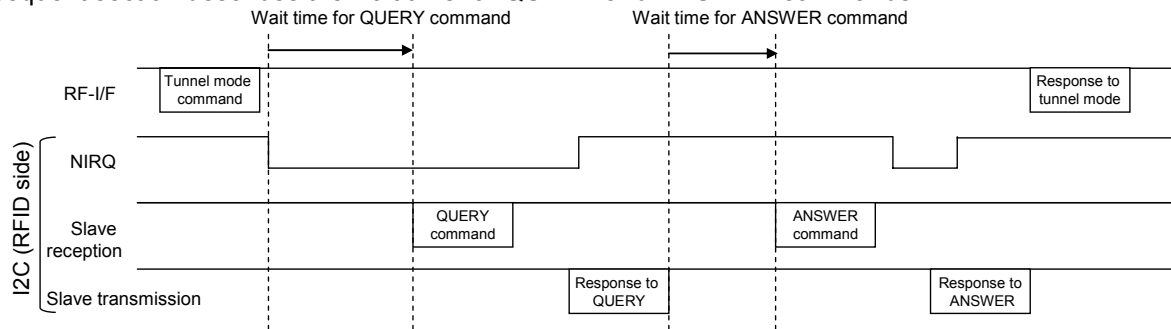 Wait time for QUERY command
Wait time for ANSWER command
RF-I/F
Tunnel mode
command
Response to
tunnel mode
I2C (RFID side)
NIRQ
Slave
reception
QUERY
command
ANSWER
command
Slave transmission
Response to
QUERY
Response to
ANSWER